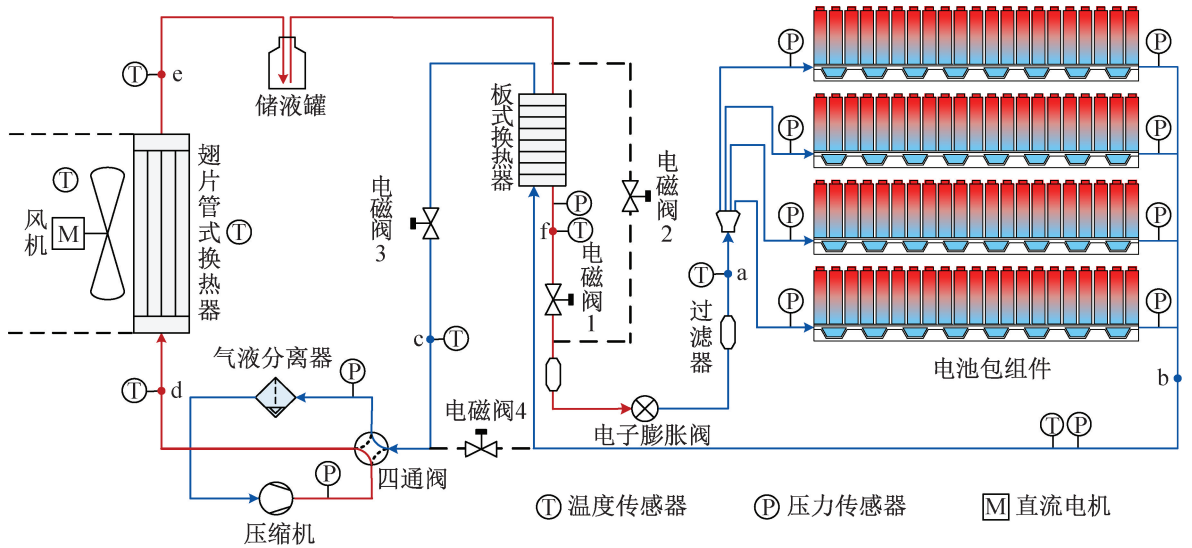 P
P
T
e
储液罐
板式换热器
P
P
翅片管式换热器
T
电磁阀3
电磁阀2
P
P
P
风机
M
T
f
T
电磁阀1
T
a
过滤器
P
P
c
T
气液分离器
P
电池包组件
T
d
b
电磁阀4
电子膨胀阀
T
P
四通阀
P
压缩机
T
温度传感器
P
压力传感器
M
直流电机